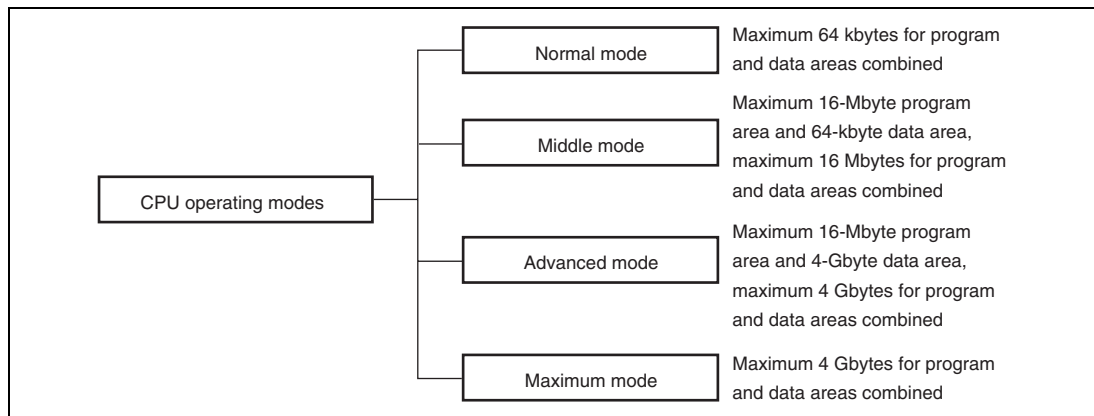 CPU operating modes
Normal mode
Maximum 64 kbytes for program
and data areas combined
Middle mode
Maximum 16-Mbyte program
area and 64-kbyte data area,
maximum 16 Mbytes for program
and data areas combined
Advanced mode
Maximum 16-Mbyte program
area and 4-Gbyte data area,
maximum 4 Gbytes for program
and data areas combined
Maximum mode
Maximum 4 Gbytes for program
and data areas combined